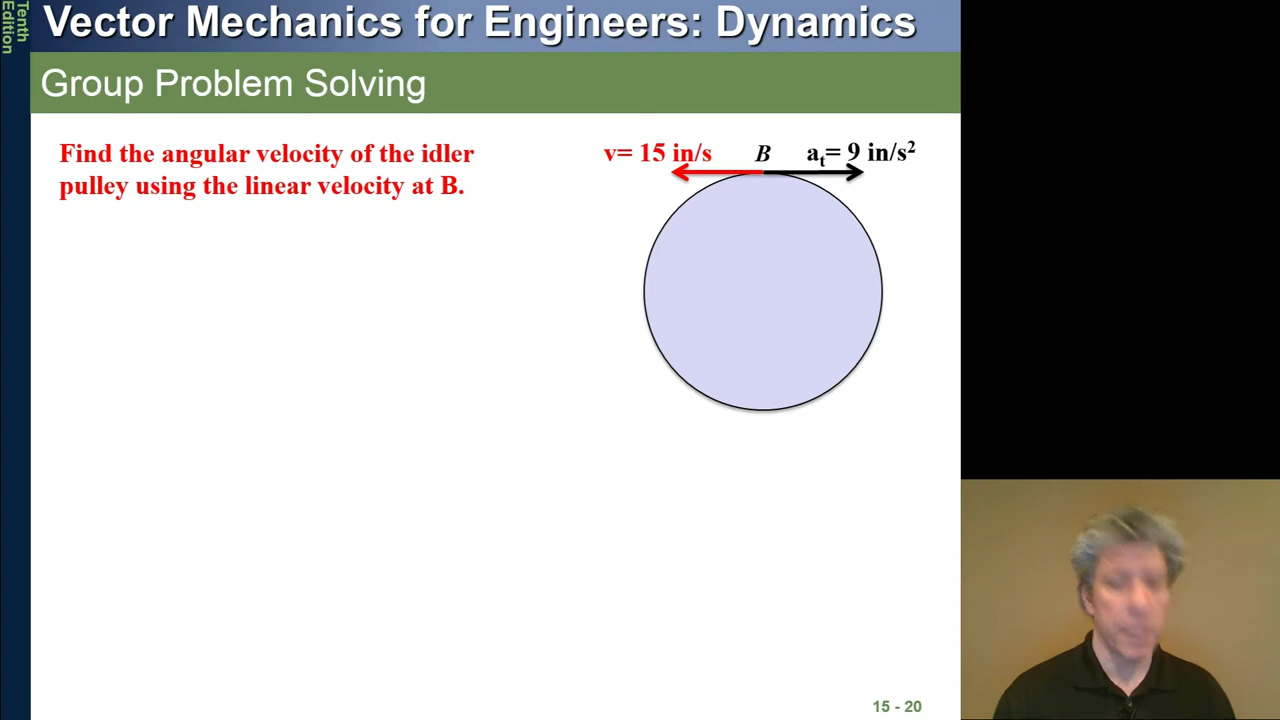 Tenth
Edition
Vector Mechanics for Engineers: Dynamics
Group Problem Solving
Find the angular velocity of the idler
pulley using the linear velocity at B.
v= 15 in/s B at= 9 in/s²
15 - 20